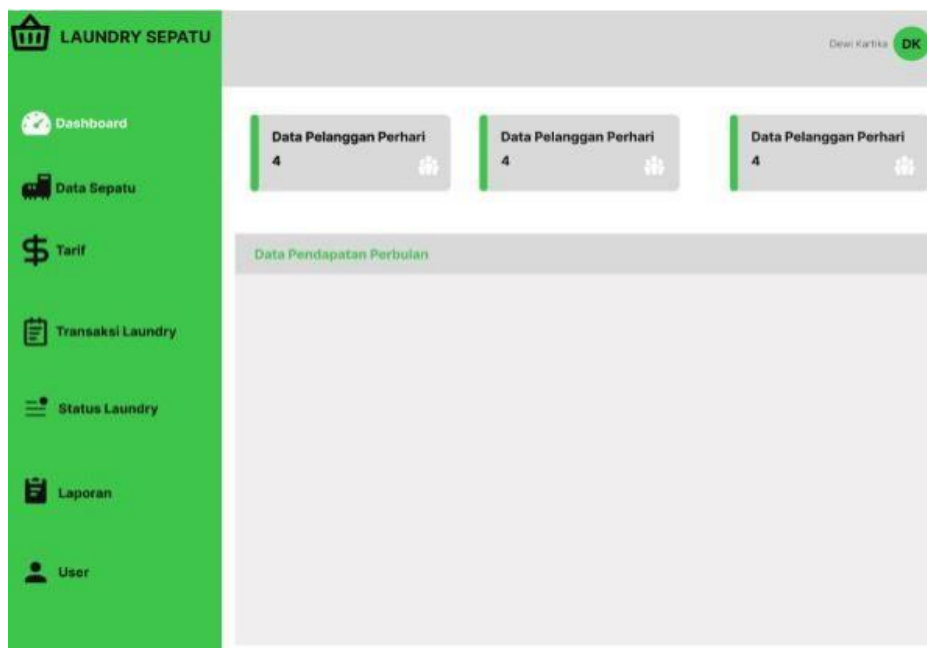 LAUNDRY SEPATU
Dewi Kartika
DK
Dashboard
Data Sepatu
Tarif
Transaksi Laundry
Status Laundry
Laporan
User
Data Pelanggan Perhari
4
Data Pelanggan Perhari
4
Data Pelanggan Perhari
4
Data Pendapatan Perbulan